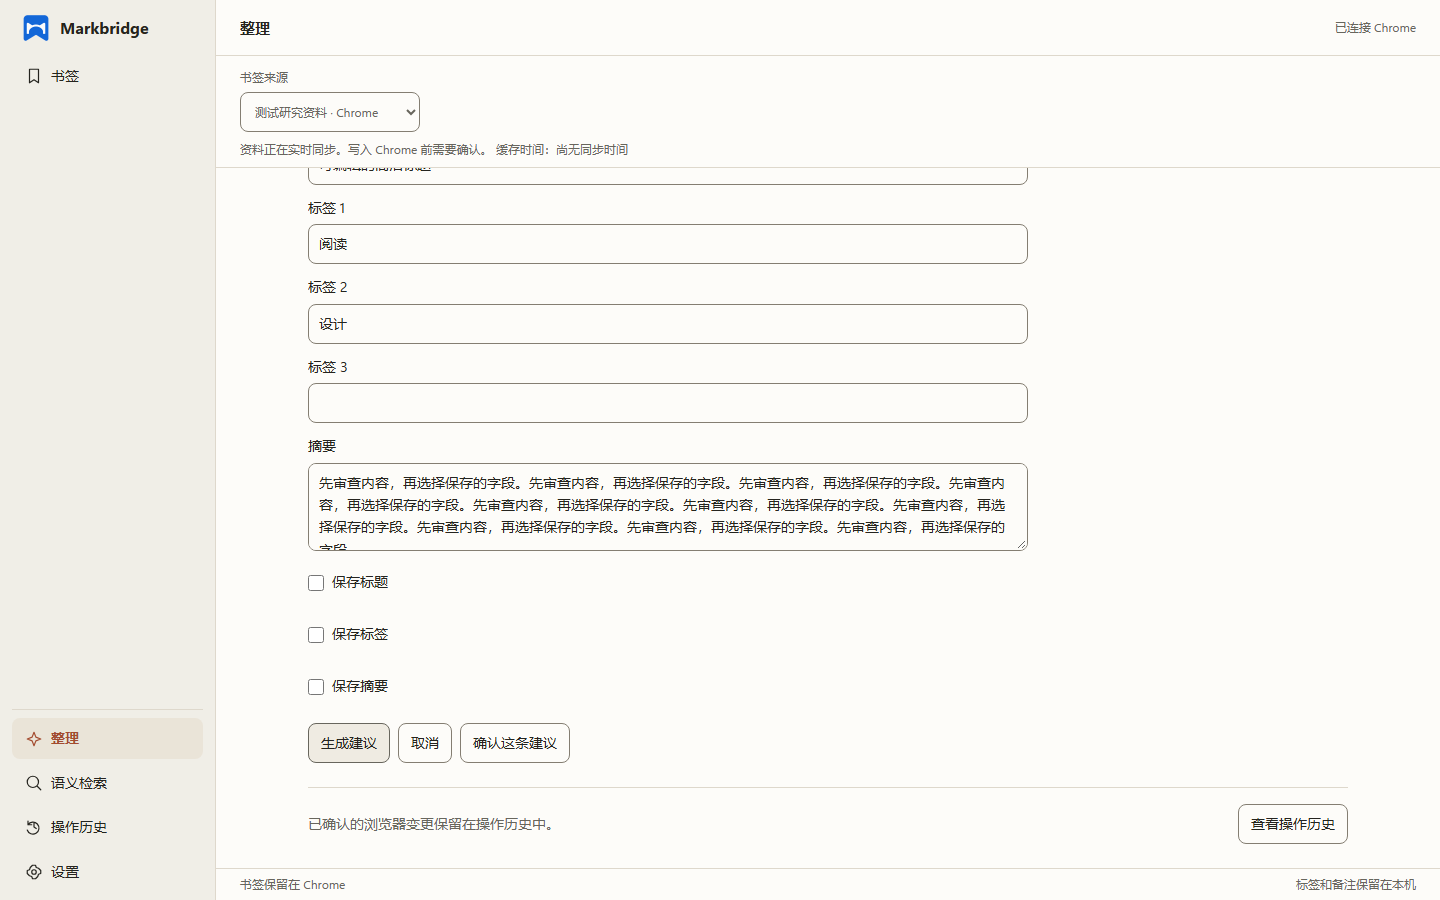 Markbridge
书签
整理
语义检索
操作历史
设置
整理
已连接 Chrome
书签来源
测试研究资料 · Chrome
资料正在实时同步。写入 Chrome 前需要确认。 缓存时间：尚无同步时间
标签 1
阅读
标签 2
设计
标签 3
摘要
先审查内容，再选择保存的字段。先审查内容，再选择保存的字段。先审查内容，再选择保存的字段。先审查内
容，再选择保存的字段。先审查内容，再选择保存的字段。先审查内容，再选择保存的字段。先审查内容，再选
择保存的字段。先审查内容，再选择保存的字段。先审查内容，再选择保存的字段。先审查内容，再选择保存的
字段。
保存标题
保存标签
保存摘要
生成建议
取消
确认这条建议
已确认的浏览器变更保留在操作历史中。
查看操作历史
书签保留在 Chrome
标签和备注保留在本机